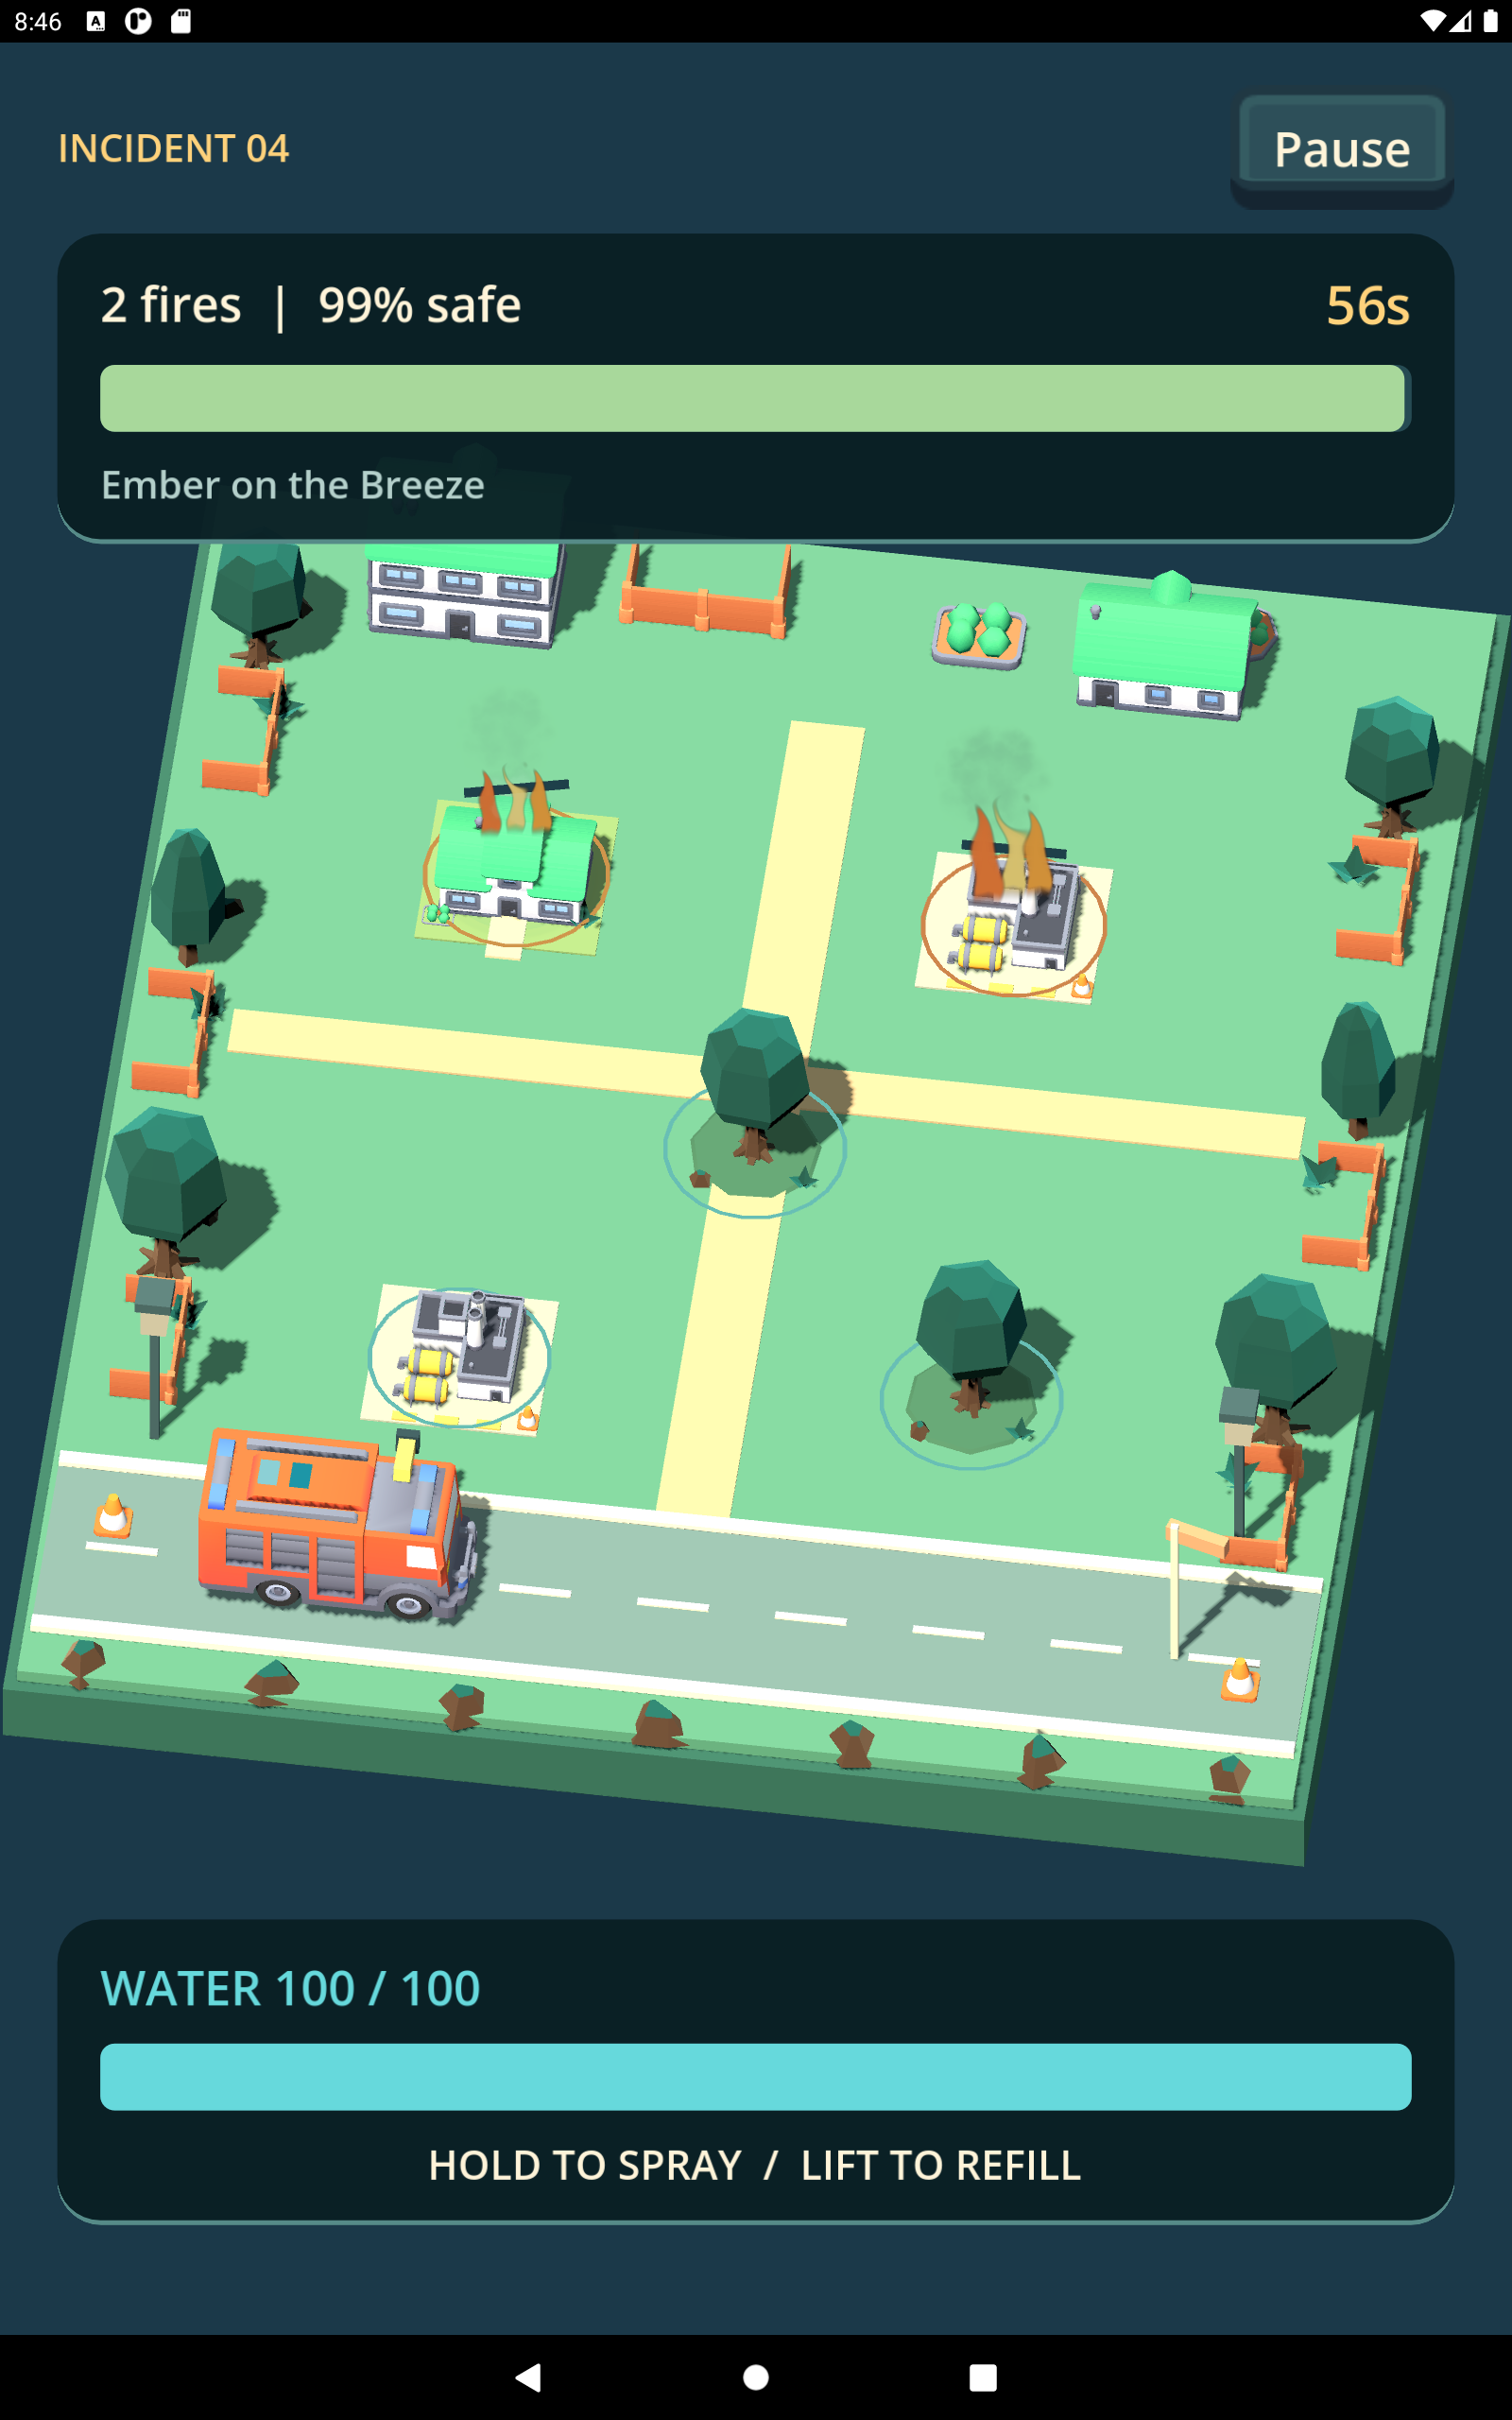 8:46
INCIDENT 04
Pause
2 fires | 99% safe
56s
Ember on the Breeze
WATER 100 / 100
HOLD TO SPRAY / LIFT TO REFILL